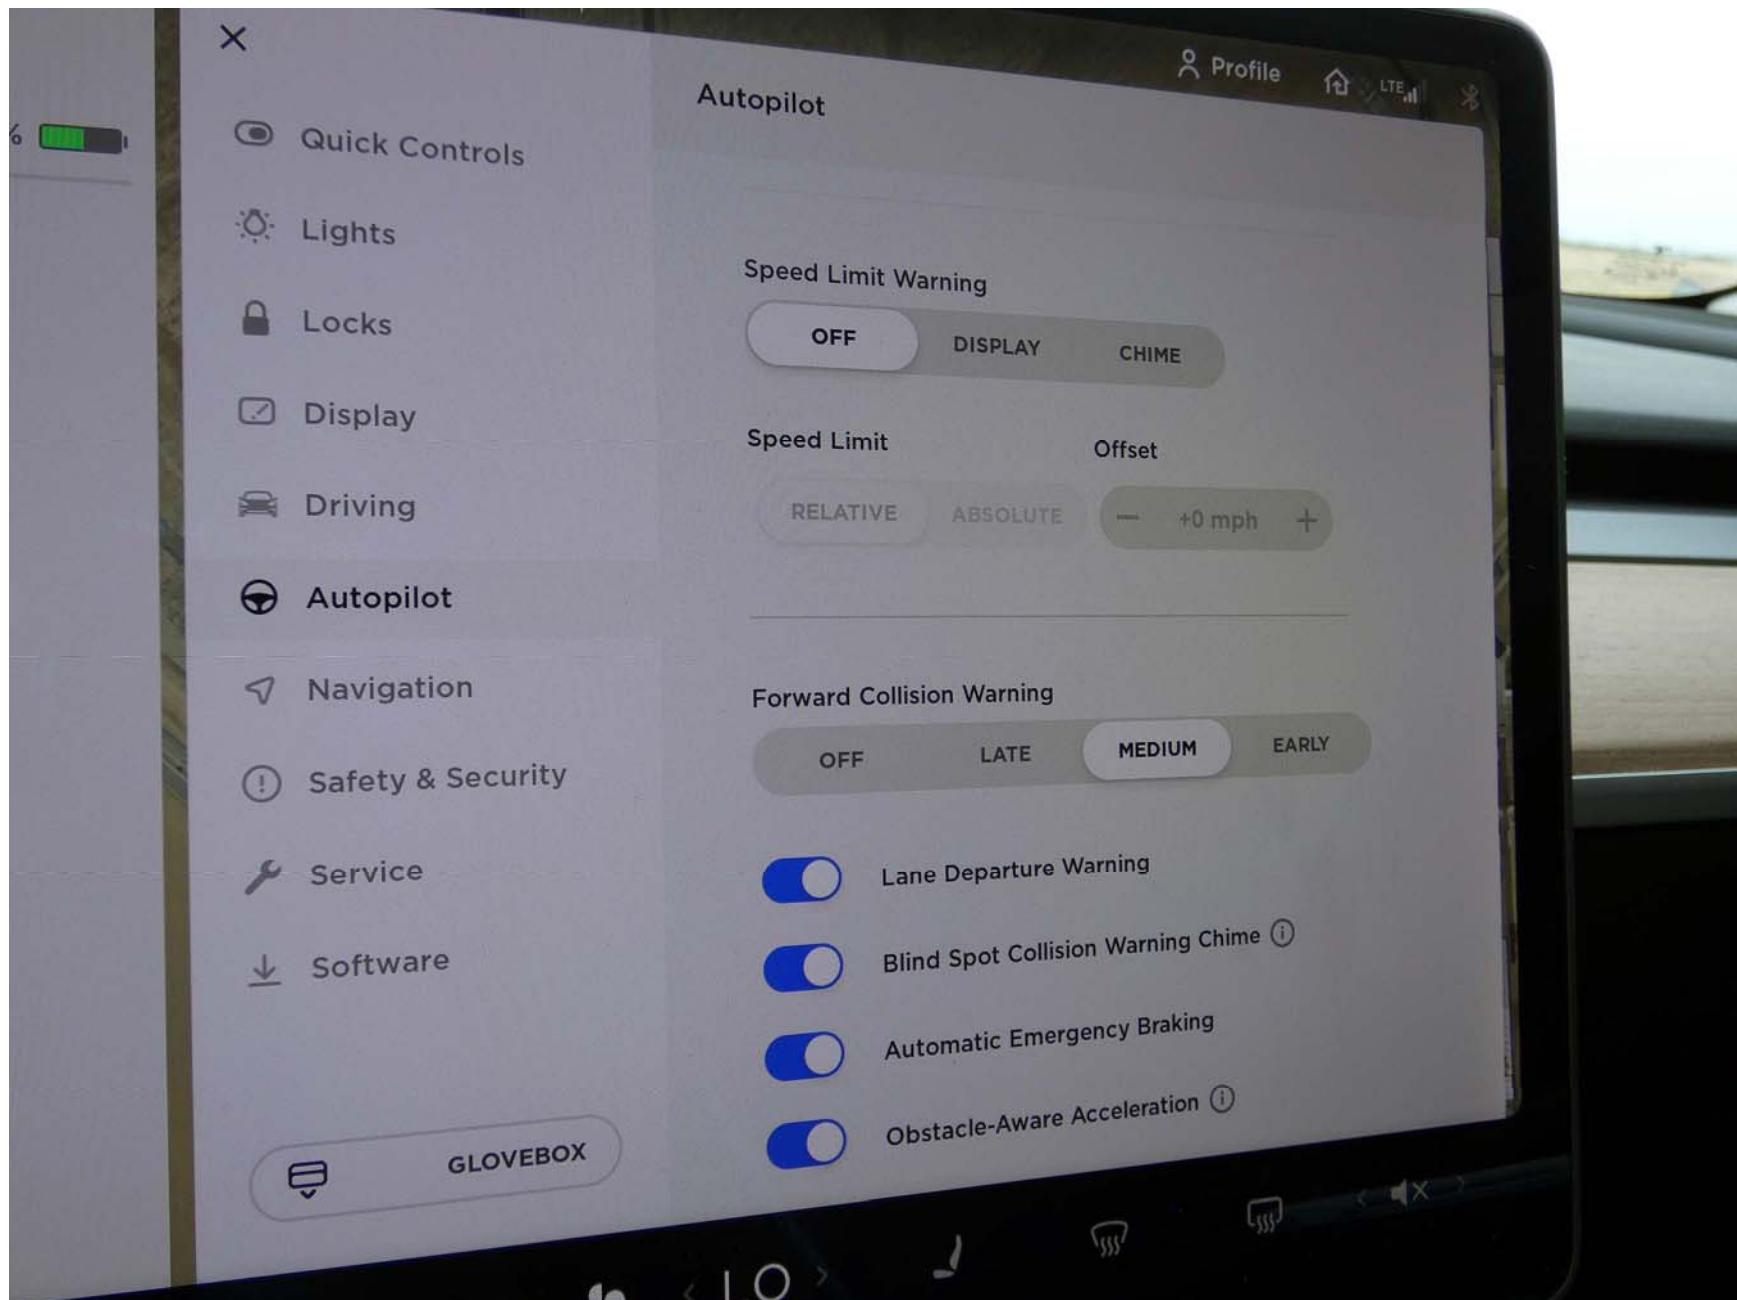 %
Quick Controls
Lights
Locks
Display
Driving
Autopilot
Navigation
Safety & Security
Service
Software
GLOVEBOX
Profile
LTE
Autopilot
Speed Limit Warning
OFF DISPLAY CHIME
Speed Limit Offset
RELATIVE ABSOLUTE − +0 mph +
Forward Collision Warning
OFF LATE MEDIUM EARLY
Lane Departure Warning
Blind Spot Collision Warning Chime
Automatic Emergency Braking
Obstacle-Aware Acceleration
LO